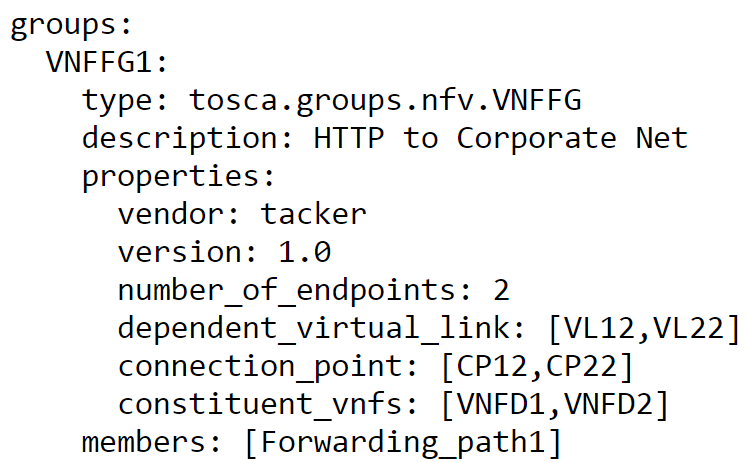 groups:
  VNFFG1:
    type: tosca.groups.nfv.VNFFG
    description: HTTP to Corporate Net
    properties:
      vendor: tacker
      version: 1.0
      number_of_endpoints: 2
      dependent_virtual_link: [VL12,VL22]
      connection_point: [CP12,CP22]
      constituent_vnfs: [VNFD1,VNFD2]
    members: [Forwarding_path1]